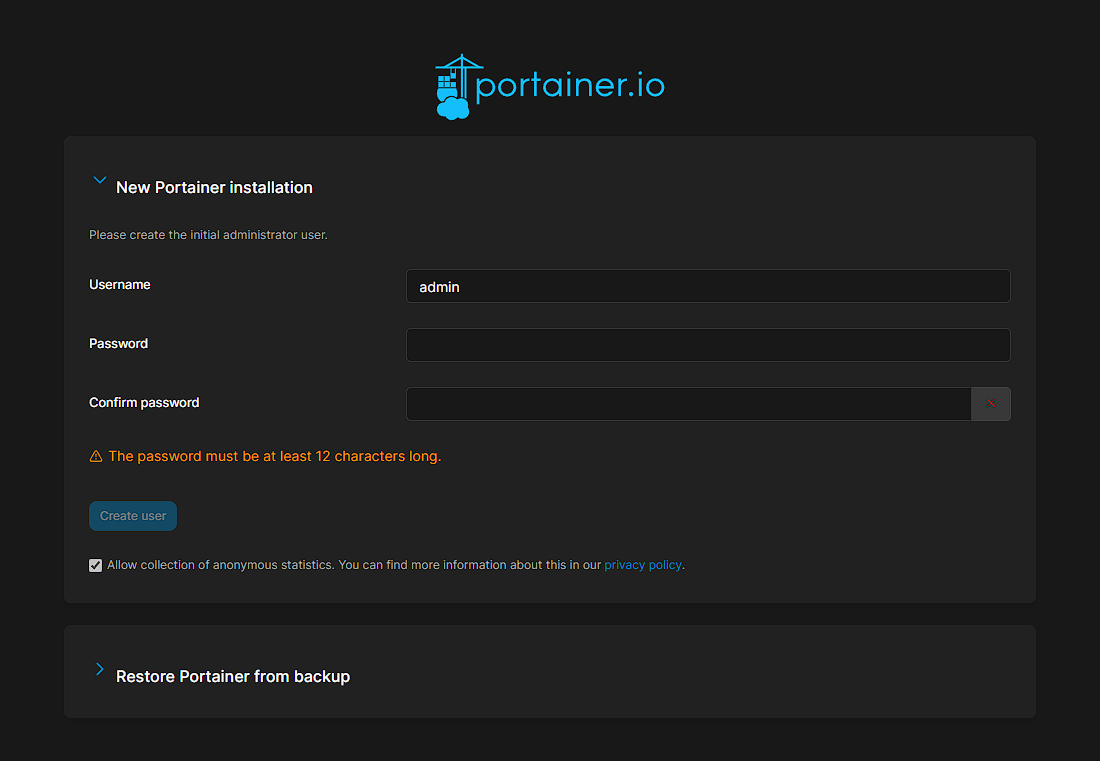 portainer.io
New Portainer installation
Please create the initial administrator user.
Username
admin
Password
Confirm password
The password must be at least 12 characters long.
Create user
Allow collection of anonymous statistics. You can find more information about this in our privacy policy.
Restore Portainer from backup